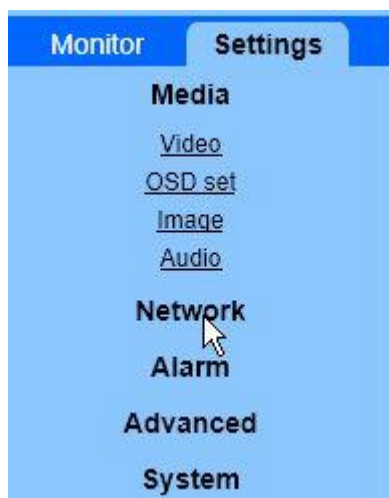 Monitor Settings
Media
Video
OSD set
Image
Audio
Network
Alarm
Advanced
System